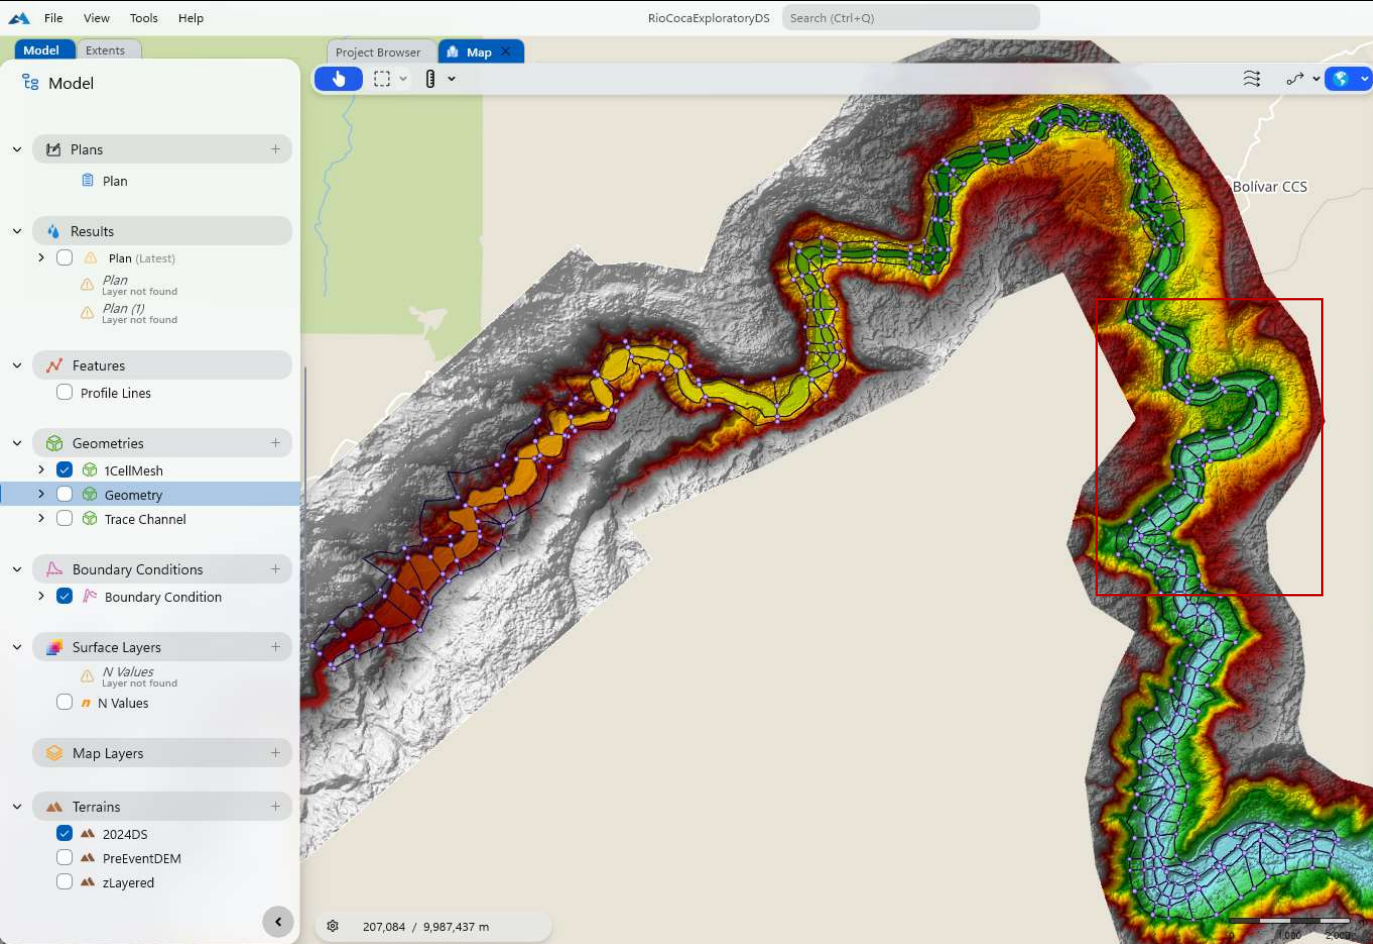 File View Tools Help
RioCocaExploratoryDS
Search (Ctrl+Q)
Model Extents
Project Browser Map
Model
Plans
Plan
Results
Plan (Latest)
Plan
Layer not found
Plan (1)
Layer not found
Features
Profile Lines
Geometries
1CellMesh
Geometry
Trace Channel
Boundary Conditions
Boundary Condition
Surface Layers
N Values
Layer not found
n N Values
Map Layers
Terrains
2024DS
PreEventDEM
zLayered
Bolívar CCS
207,084 / 9,987,437 m
0 1,000